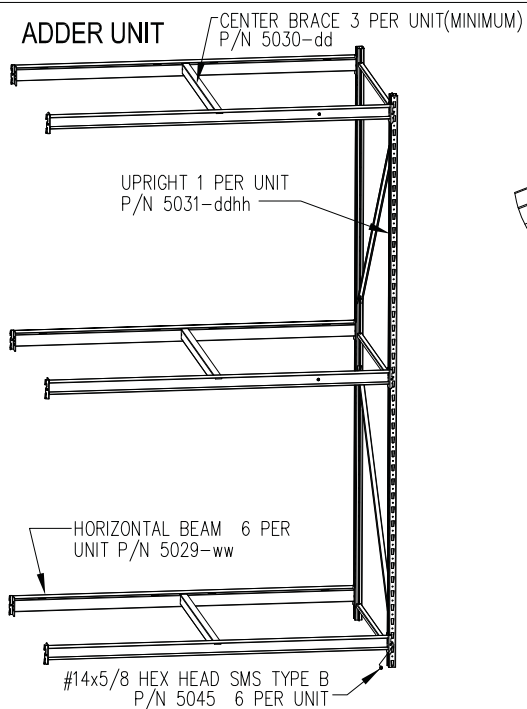 ADDER UNIT
CENTER BRACE 3 PER UNIT(MINIMUM)
P/N 5030-dd
UPRIGHT 1 PER UNIT
P/N 5031-ddhh
HORIZONTAL BEAM 6 PER
UNIT P/N 5029-ww
#14x5/8 HEX HEAD SMS TYPE B
P/N 5045 6 PER UNIT